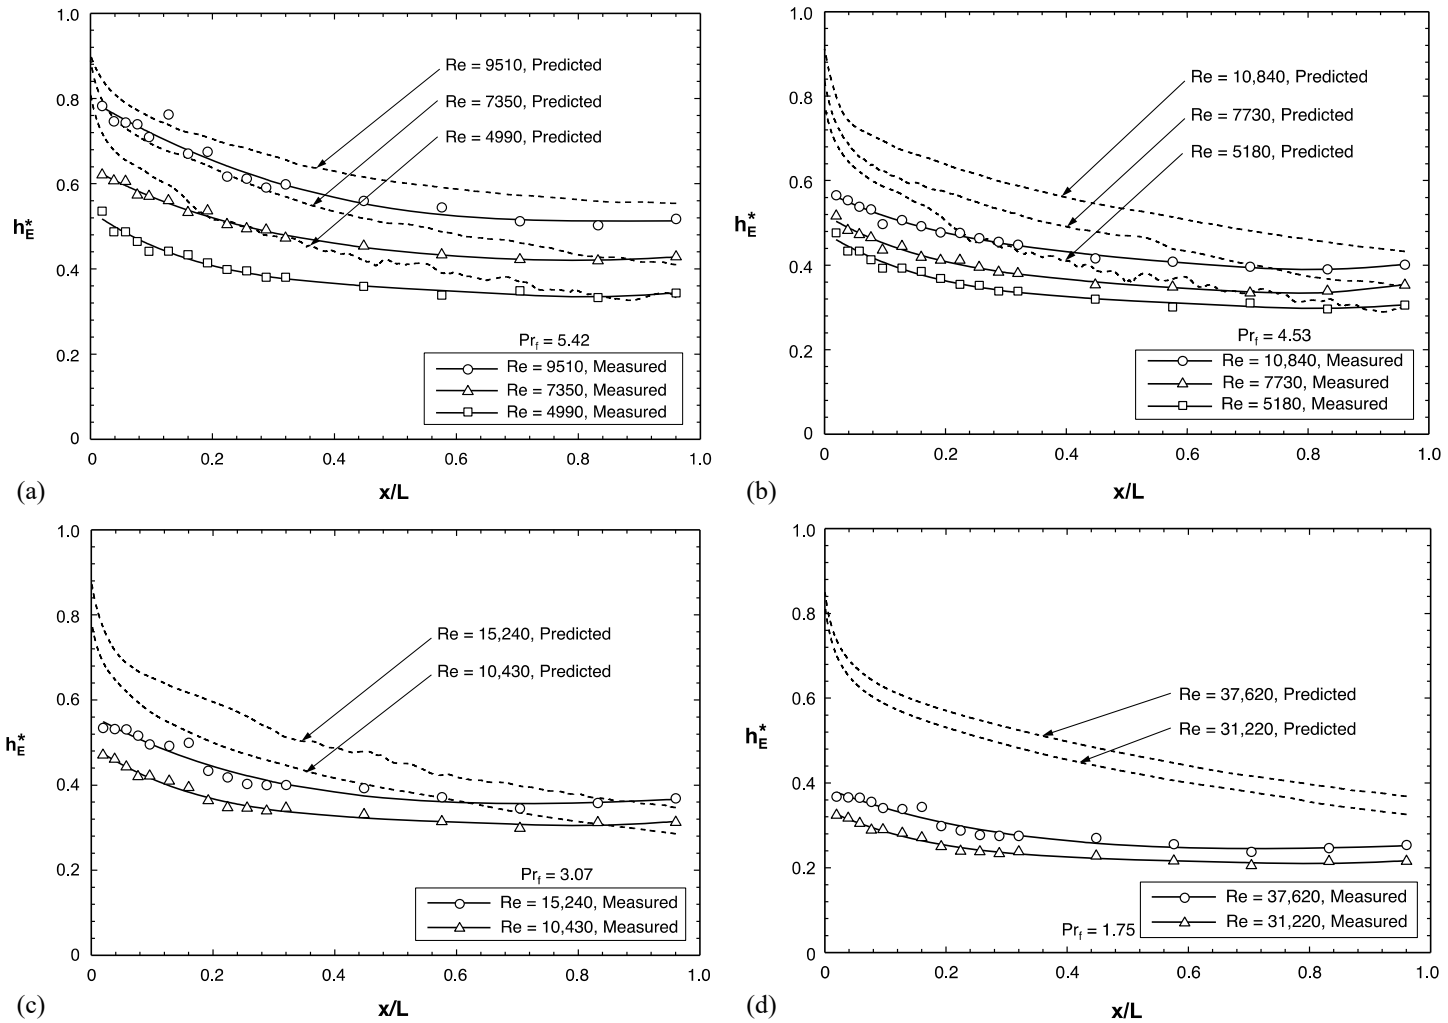 1.0
0.8
0.6
0.4
0.2
0
h*E
Re = 9510, Predicted
Re = 7350, Predicted
Re = 4990, Predicted
Prf = 5.42
Re = 9510, Measured
Re = 7350, Measured
Re = 4990, Measured
0 0.2 0.4 0.6 0.8 1.0
(a)
x/L
1.0
0.8
0.6
0.4
0.2
0
h*E
Re = 10,840, Predicted
Re = 7730, Predicted
Re = 5180, Predicted
Prf = 4.53
Re = 10,840, Measured
Re = 7730, Measured
Re = 5180, Measured
0 0.2 0.4 0.6 0.8 1.0
(b)
x/L
1.0
0.8
0.6
0.4
0.2
0
h*E
Re = 15,240, Predicted
Re = 10,430, Predicted
Prf = 3.07
Re = 15,240, Measured
Re = 10,430, Measured
0 0.2 0.4 0.6 0.8 1.0
(c)
x/L
1.0
0.8
0.6
0.4
0.2
0
h*E
Re = 37,620, Predicted
Re = 31,220, Predicted
Re = 37,620, Measured
Re = 31,220, Measured
Prf = 1.75
0 0.2 0.4 0.6 0.8 1.0
(d)
x/L